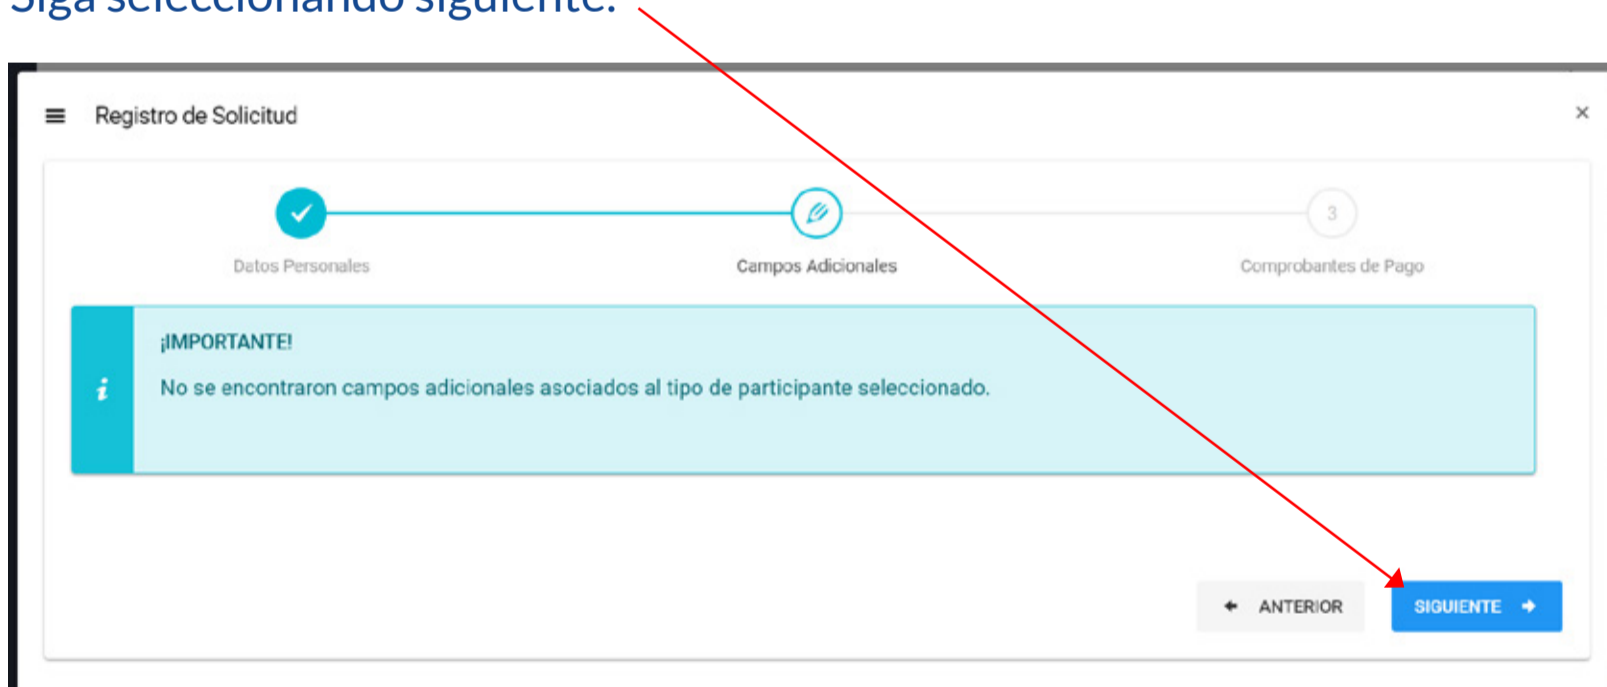 Siga seleccionando siguiente.
Registro de Solicitud
3
Datos Personales
Campos Adicionales
Comprobantes de Pago
¡IMPORTANTE!
No se encontraron campos adicionales asociados al tipo de participante seleccionado.
ANTERIOR
SIGUIENTE